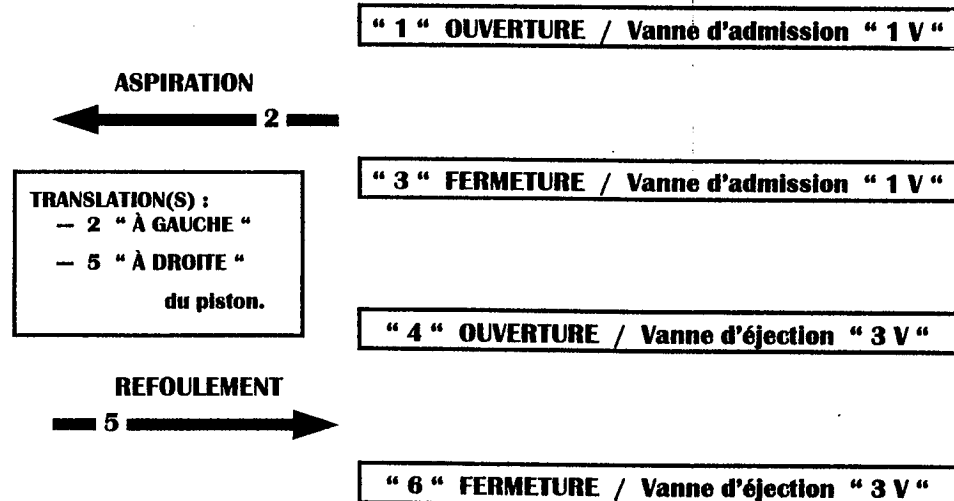 “ 1 “ OUVERTURE / Vanne d'admission “ 1 V “
ASPIRATION
2
“ 3 “ FERMETURE / Vanne d'admission “ 1 V “
TRANSLATION(S) :
— 2 “ À GAUCHE “
— 5 “ À DROITE “
du piston.
“ 4 “ OUVERTURE / Vanne d'éjection “ 3 V “
REFOULEMENT
5
“ 6 “ FERMETURE / Vanne d'éjection “ 3 V “